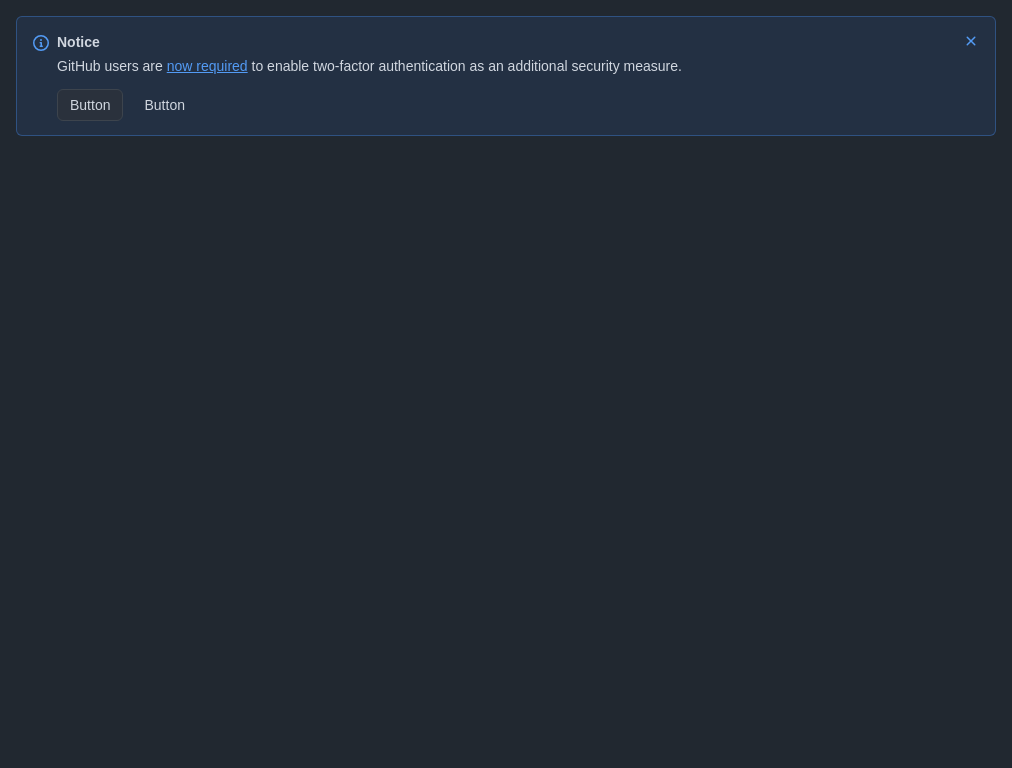 Notice
GitHub users are now required to enable two-factor authentication as an additional security measure.
Button Button